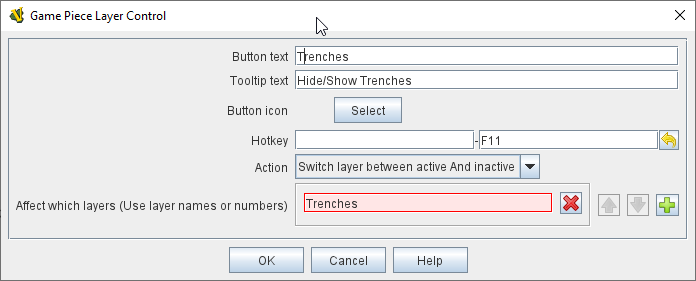 Game Piece Layer Control
Button text Trenches
Tooltip text Hide/Show Trenches
Button icon Select
Hotkey - F11
Action Switch layer between active And inactive
Affect which layers (Use layer names or numbers) Trenches
OK Cancel Help